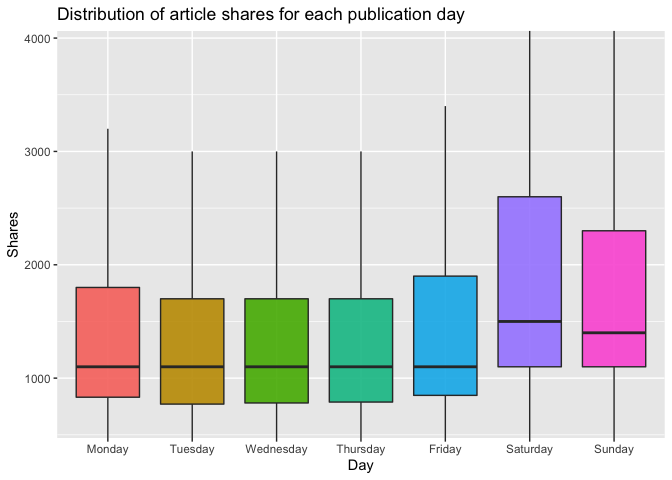 Distribution of article shares for each publication day
4000
3000
2000
1000
Shares
Monday Tuesday Wednesday Thursday Friday Saturday Sunday
Day